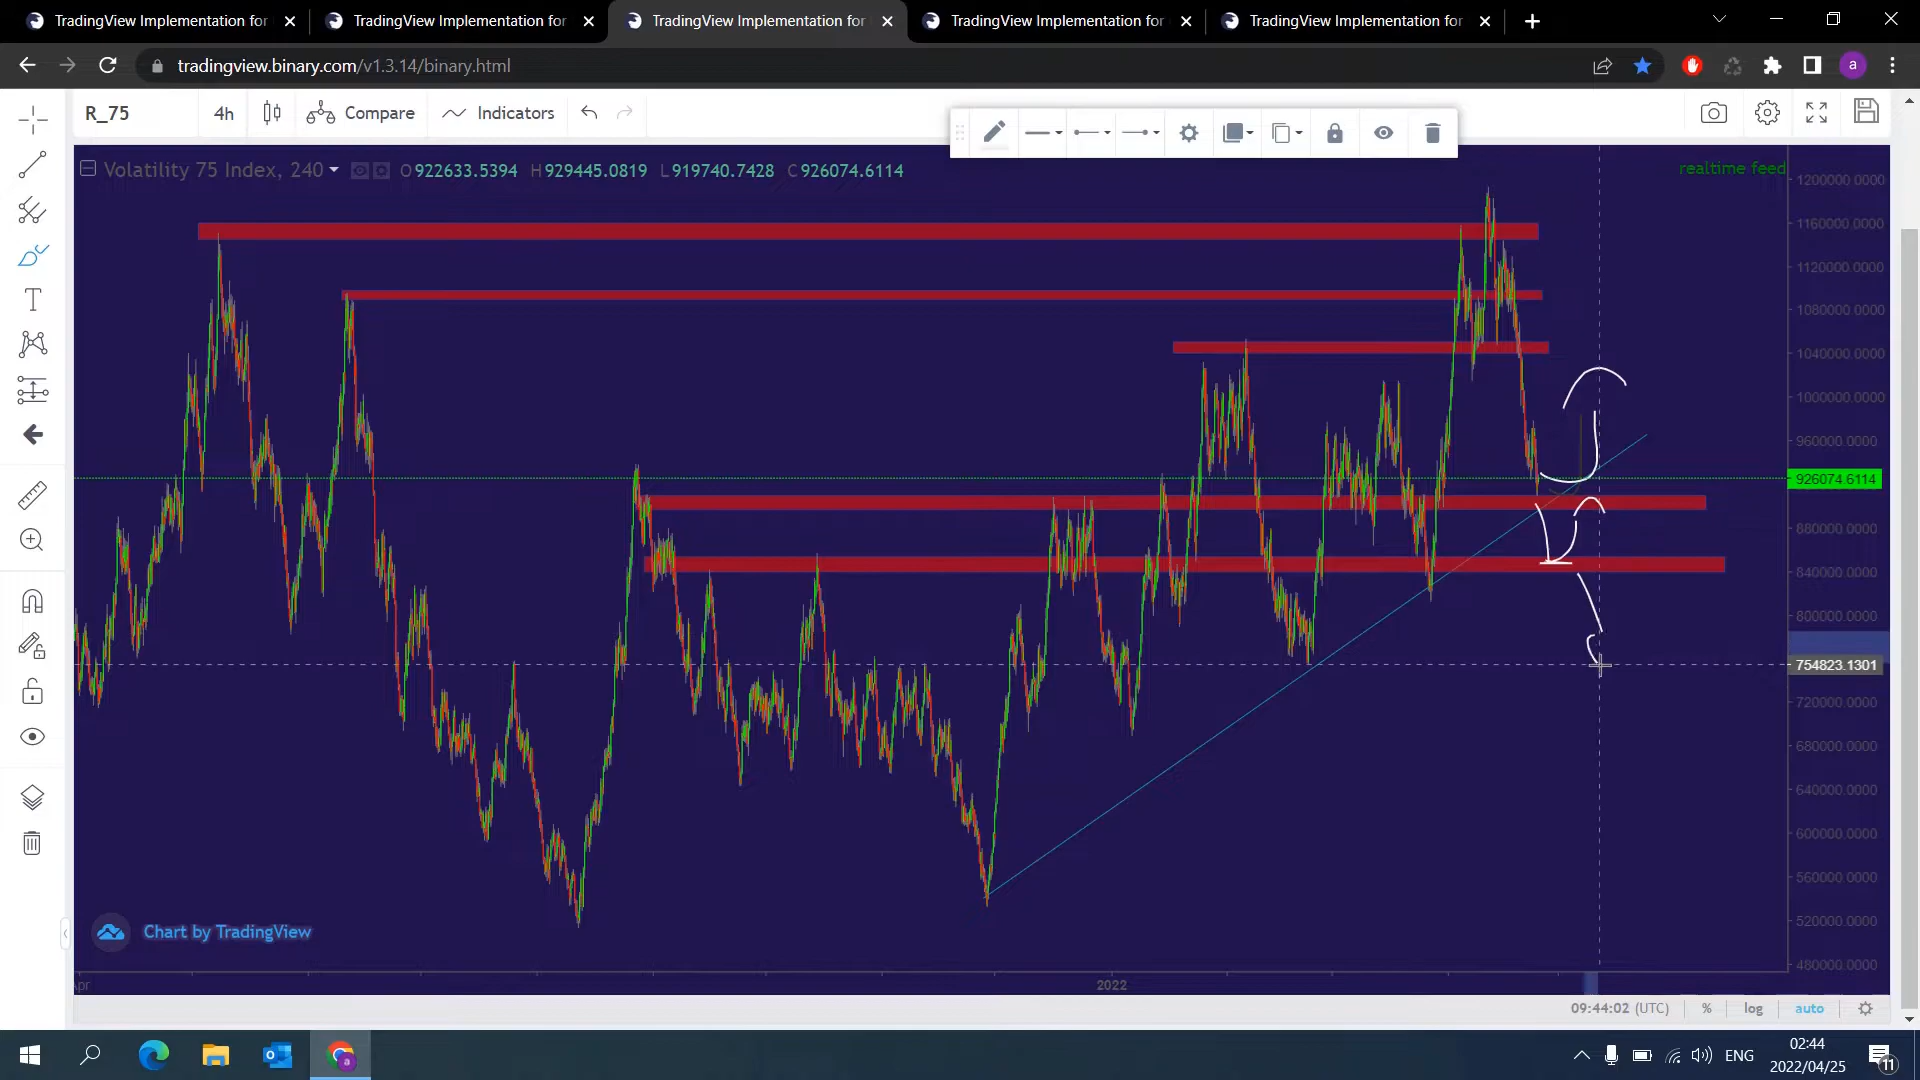 TradingView Implementation for
TradingView Implementation for
TradingView Implementation for
TradingView Implementation for
TradingView Implementation for
tradingview.binary.com/v1.3.14/binary.html
a
R_75
4h
Compare
Indicators
Volatility 75 Index, 240
O922633.5394 H929445.0819 L919740.7428 C926074.6114
realtime feed
1200000.0000
1160000.0000
1120000.0000
1080000.0000
1040000.0000
1000000.0000
960000.0000
926074.6114
880000.0000
840000.0000
800000.0000
754823.1301
720000.0000
680000.0000
640000.0000
600000.0000
560000.0000
520000.0000
480000.0000
Chart by TradingView
Apr
2022
09:44:02 (UTC)
%
log
auto
ENG
02:44
2022/04/25
11